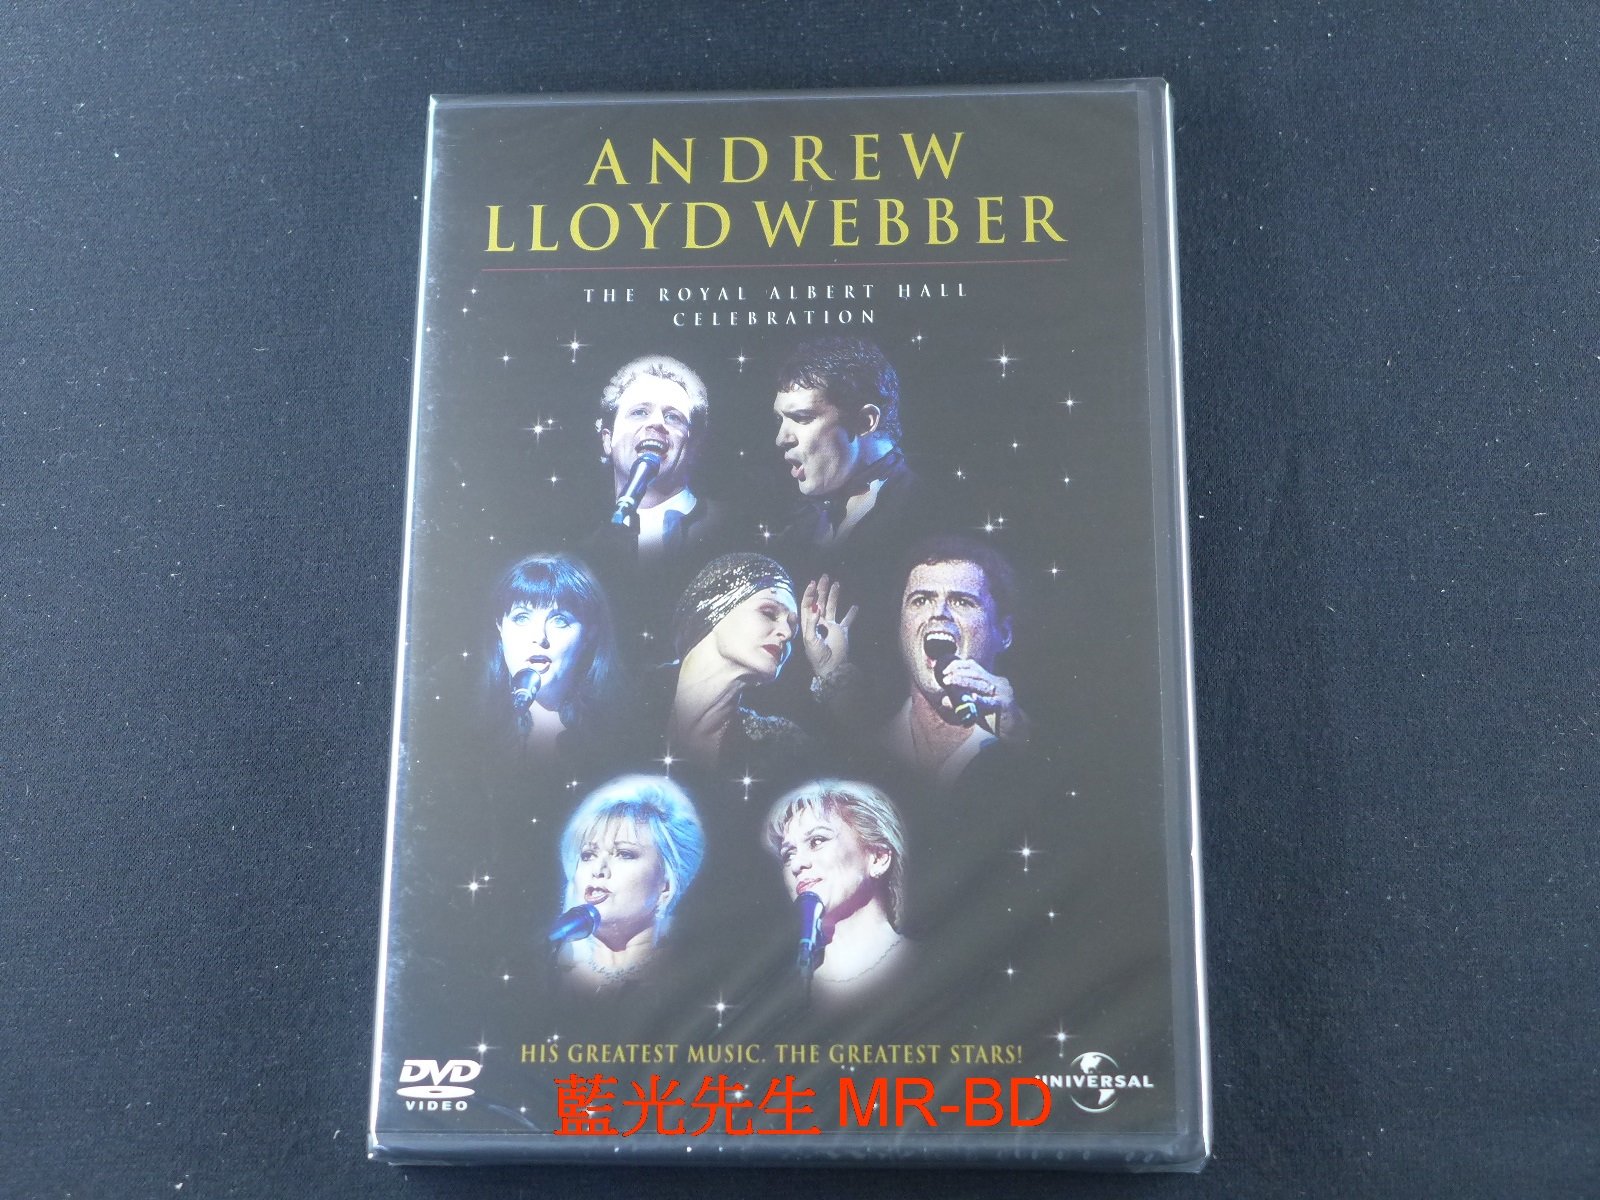 ANDREW
LLOYD WEBBER
THE ROYAL ALBERT HALL
CELEBRATION
HIS GREATEST MUSIC. THE GREATEST STARS!
DVD
VIDEO
UNIVERSAL
藍光先生 MR-BD